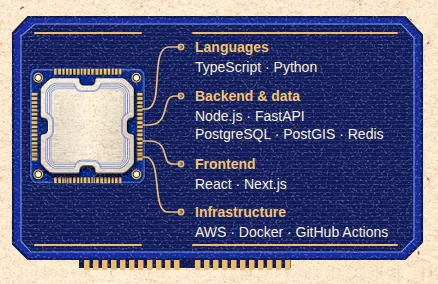 Languages
TypeScript · Python
Backend & data
Node.js · FastAPI
PostgreSQL · PostGIS · Redis
Frontend
React · Next.js
Infrastructure
AWS · Docker · GitHub Actions